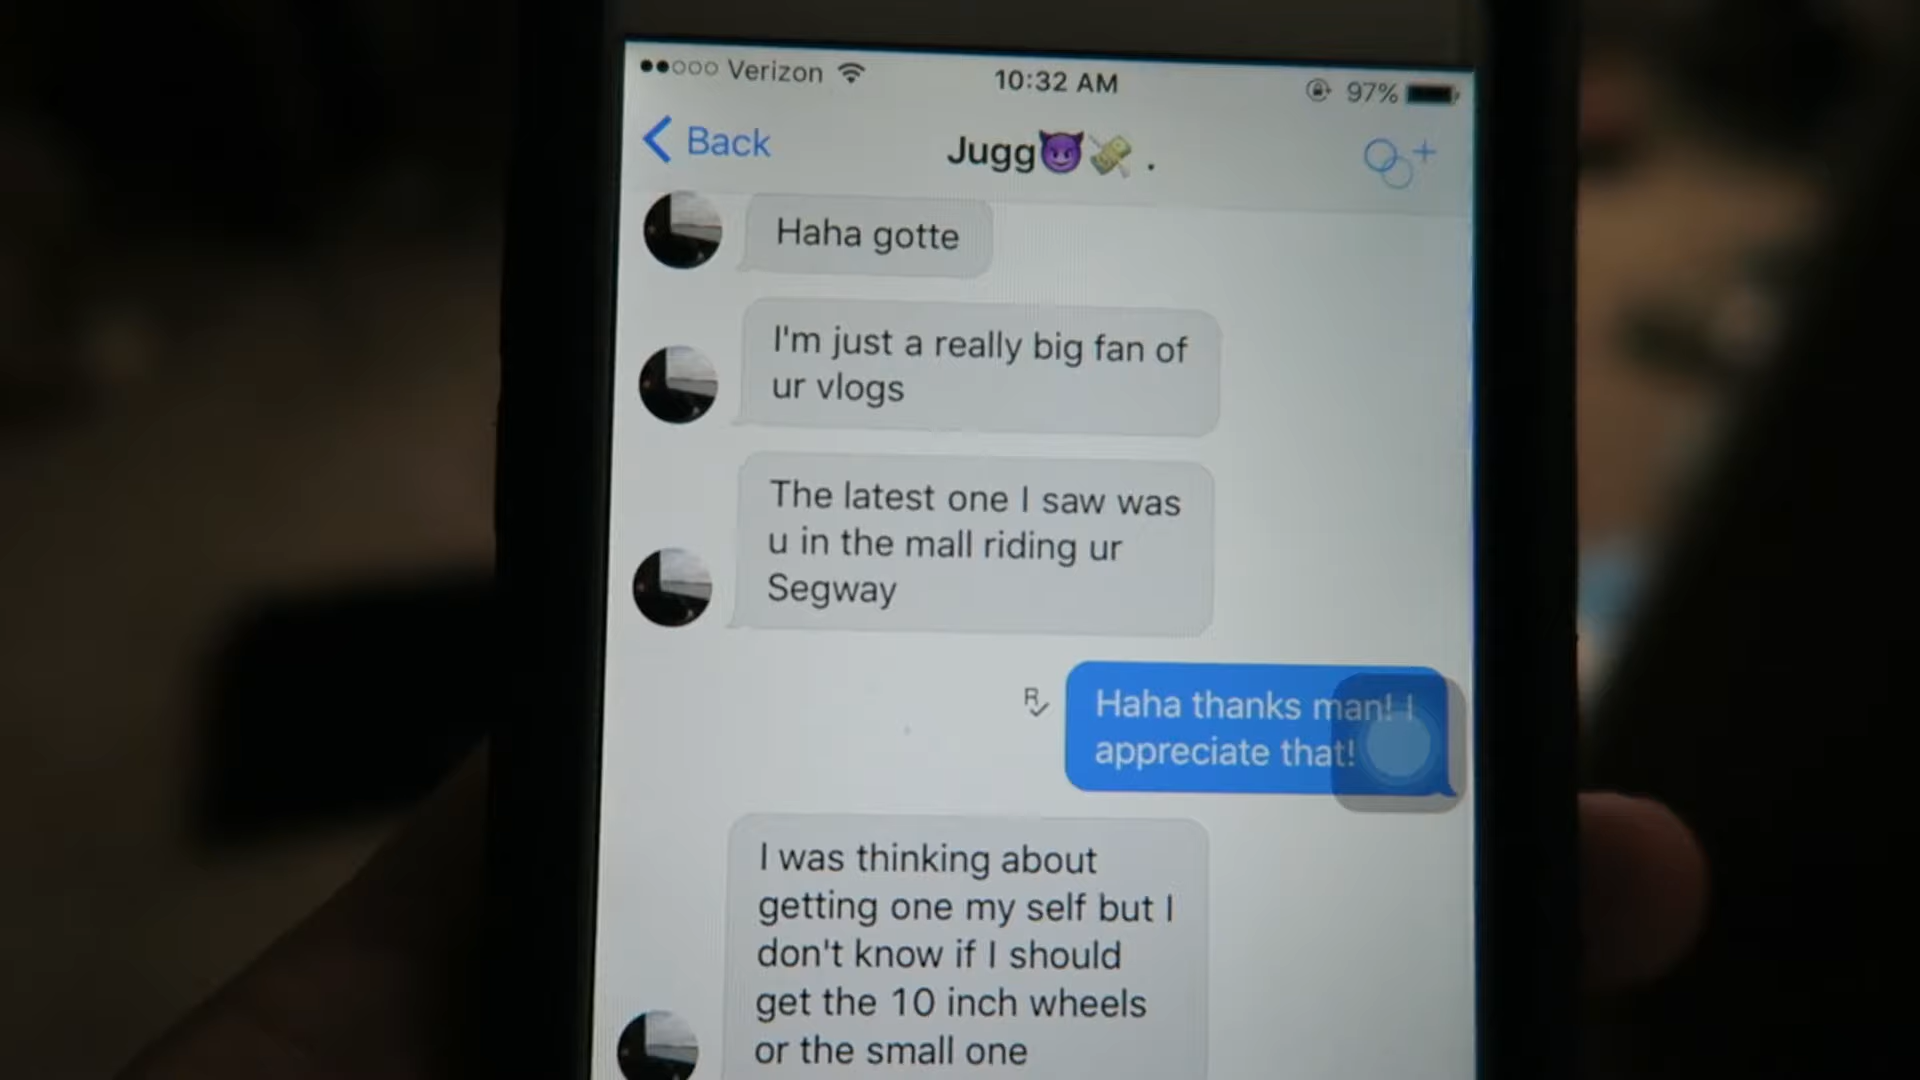 Verizon 10:32 AM 97%
Back Jugg😈💸 .
Haha gotte
I'm just a really big fan of
ur vlogs
The latest one I saw was
u in the mall riding ur
Segway
R
Haha thanks man! I
appreciate that!
I was thinking about
getting one my self but I
don't know if I should
get the 10 inch wheels
or the small one